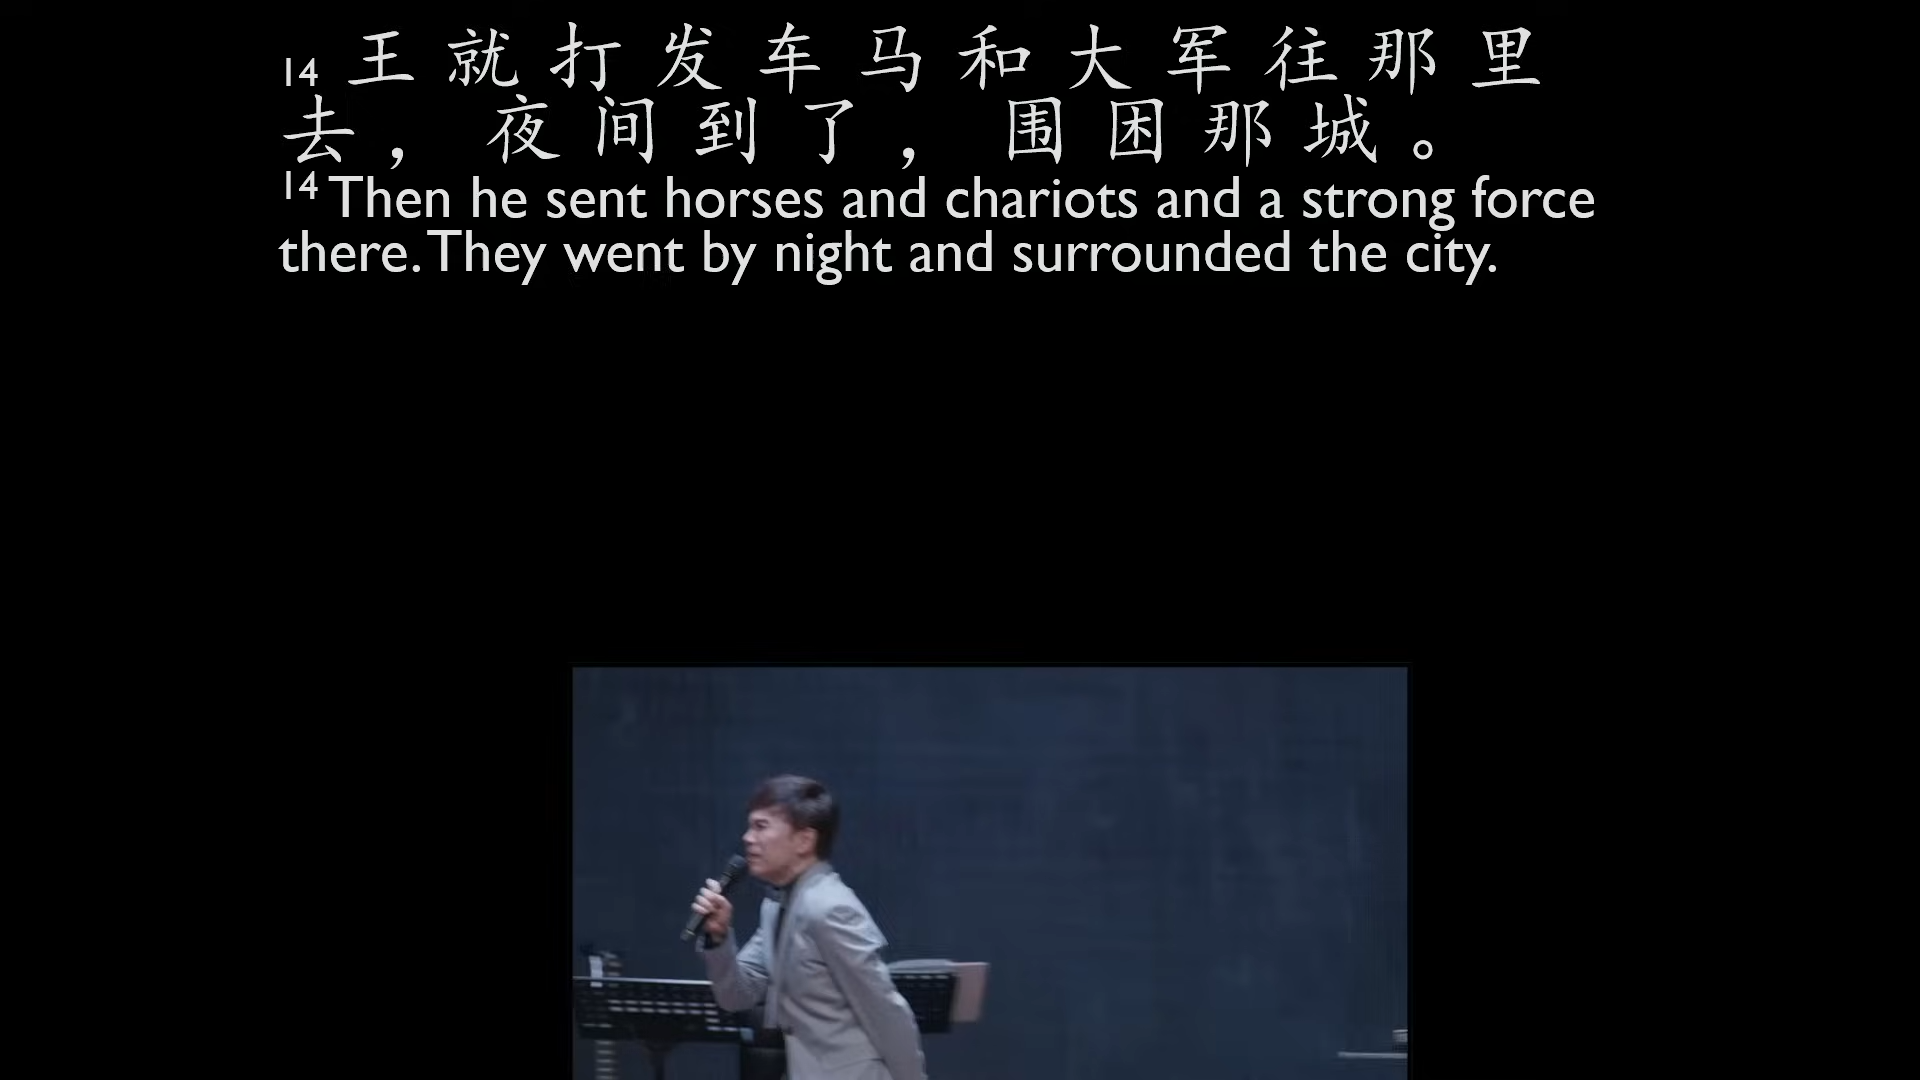 14 王就打发车马和大军往那里
去，夜间到了，围困那城。
14 Then he sent horses and chariots and a strong force
there. They went by night and surrounded the city.